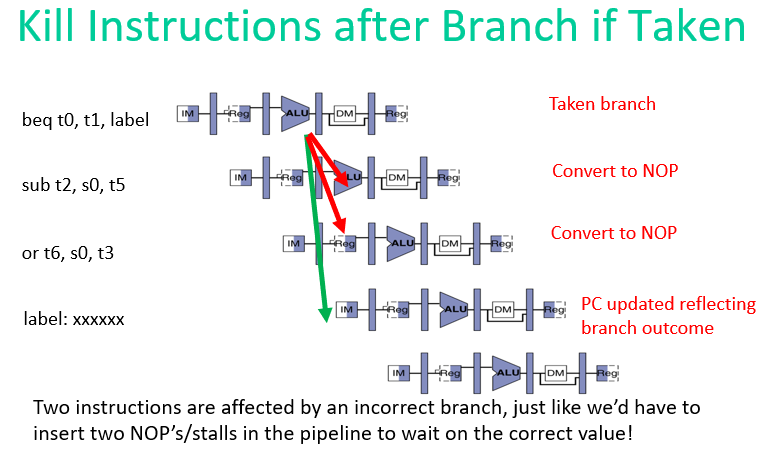 Kill Instructions after Branch if Taken
beq t0, t1, label
IM Reg ALU DM Reg
Taken branch
sub t2, s0, t5
IM Reg LU DM Reg
Convert to NOP
or t6, s0, t3
IM Reg ALU DM Reg
Convert to NOP
label: xxxxxx
IM Reg ALU DM Reg
PC updated reflecting
branch outcome
IM Reg ALU DM Reg
Two instructions are affected by an incorrect branch, just like we’d have to
insert two NOP’s/stalls in the pipeline to wait on the correct value!